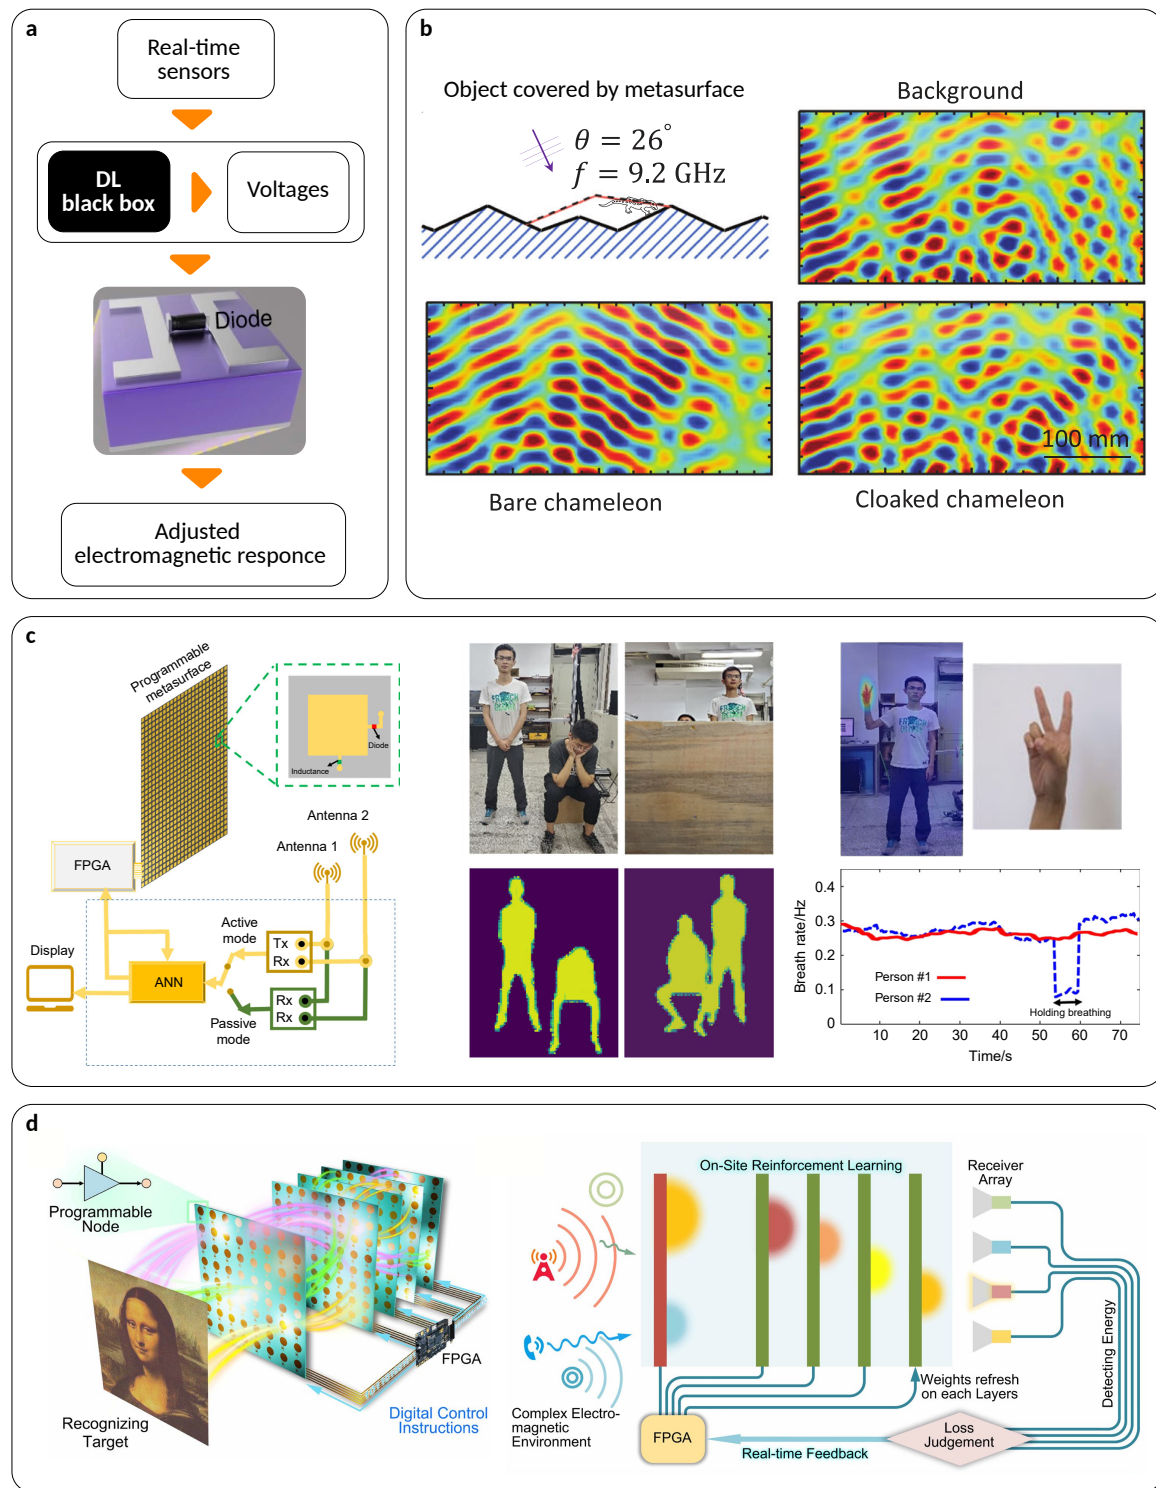 a
Real-time
sensors
DL
black box
Voltages
Diode
Adjusted
electromagnetic responce
b
Object covered by metasurface
θ = 26°
f = 9.2 GHz
Background
Bare chameleon
100 mm
Cloaked chameleon
c
Programmable
metasurface
Diode
Inductance
Antenna 2
Antenna 1
FPGA
Active
mode
Tx
Rx
Display
ANN
Rx
Rx
Passive
mode
Breath rate/Hz
0.4
0.3
0.2
0.1
0
Person #1
Person #2
Holding breathing
10
20
30
40
50
60
70
Time/s
d
Programmable
Node
FPGA
Digital Control
Instructions
Recognizing
Target
On-Site Reinforcement Learning
Receiver
Array
Detecting Energy
Complex Electro-
magnetic
Environment
Weights refresh
on each Layers
FPGA
Loss
Judgement
Real-time Feedback